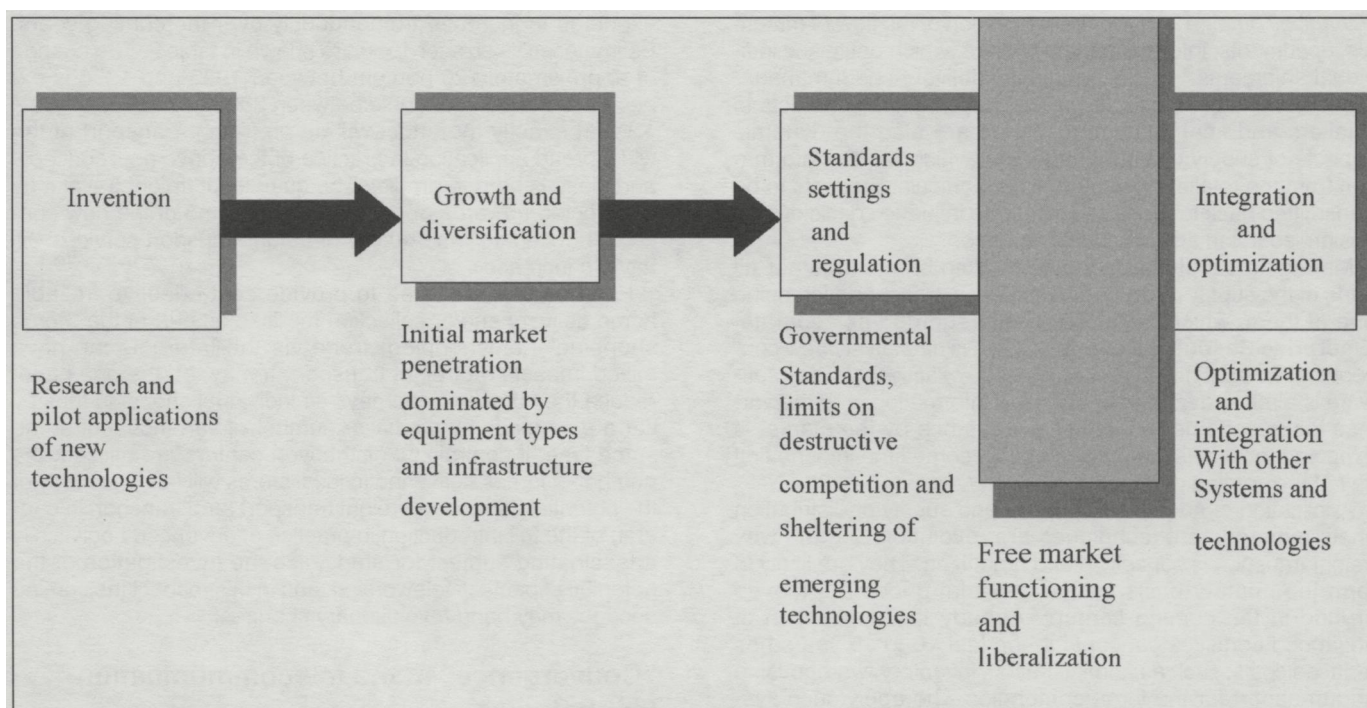 Invention
Research and
pilot applications
of new
technologies
Growth and
diversification
Initial market
penetration
dominated by
equipment types
and infrastructure
development
Standards
settings
and
regulation
Governmental
Standards,
limits on
destructive
competition and
sheltering of
emerging
technologies
Free market
functioning
and
liberalization
Integration
and
optimization
Optimization
and
integration
With other
Systems and
technologies